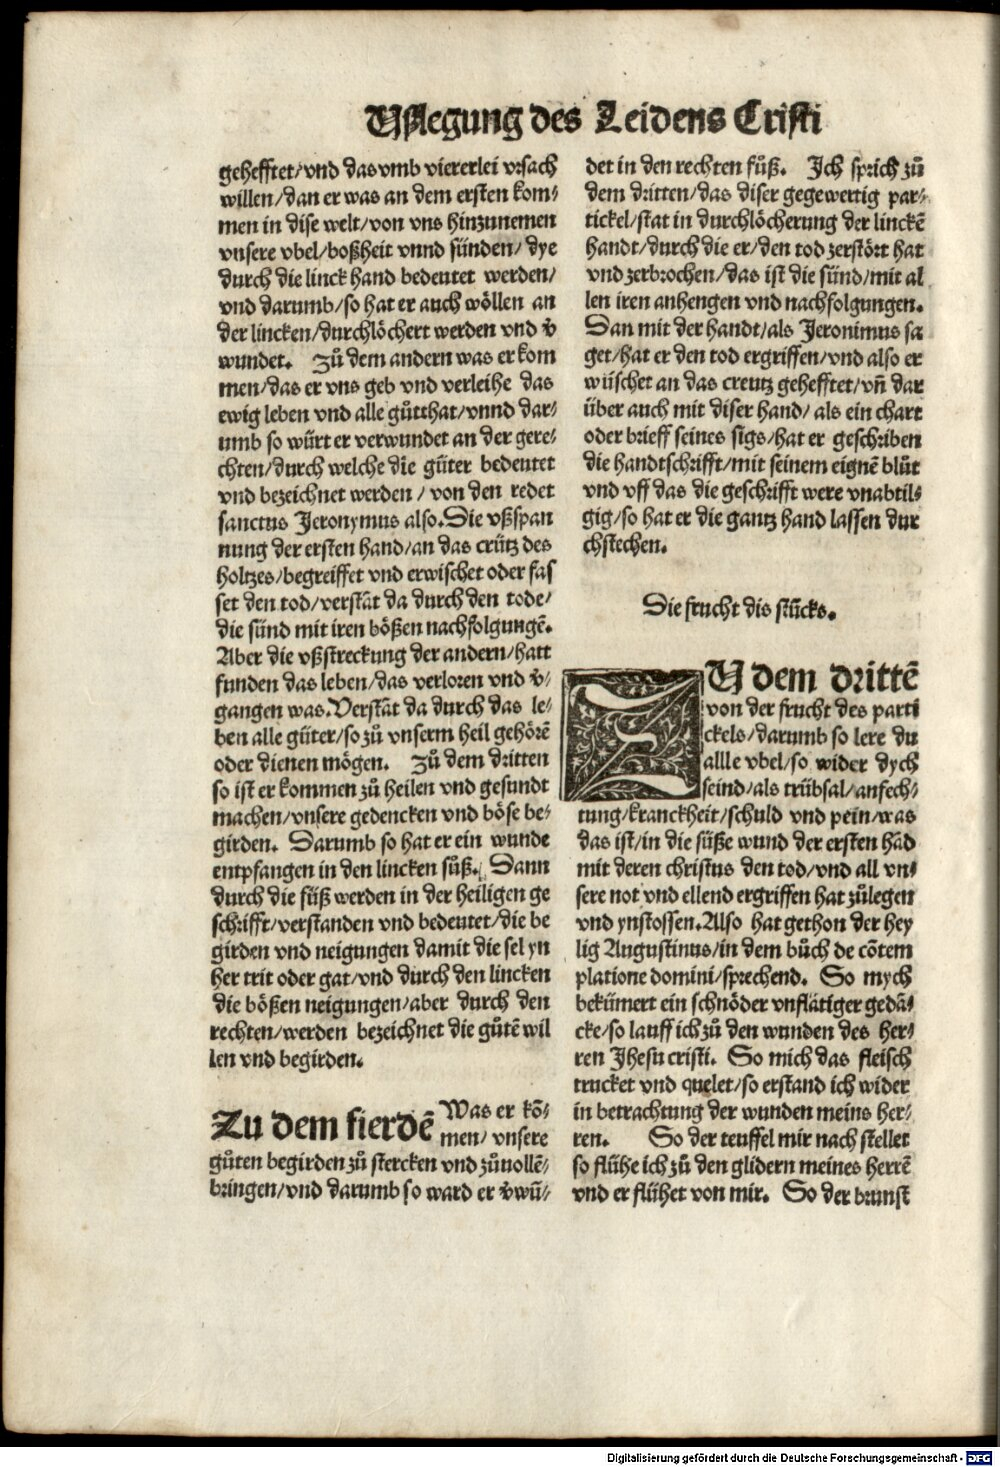 Vßlegung des Leidens Cristi
gehefftet/vnd das vmb viererlei vrsach
willen/dan er was an dem ersten kom-
men in dise welt/von vns hinzunemen
vnsere vbel/boßheit vnnd sünden/dye
durch die linck hand bedeutet werden/
vnd darumb/so hat er auch wöllen an
der lincken/durchlöchert werden vnd v̄
wundet. Zů dem andern was er kom
men/das er vns geb vnd verleihe das
ewig leben vnd alle gůtthat/vnnd dar-
umb so würt er verwundet an der gere-
chten/durch welche die güter bedeutet
vnd bezeichnet werden/von den redet
sanctus Jeronymus also. Die vßspan
nung der ersten hand/an das crütz des
holtzes/begreiffet vnd erwischet oder fas
set den tod/verstat da durch den tode/
die sünd mit iren bößen nachfolgungē.
Aber die vßstreckung der andern/hatt
funden das leben/das verloren vnd v̄-
gangen was. Verstat da durch das le-
ben alle güter/so zů vnserm heil gehörē
oder dienen mögen. Zů dem dritten
so ist er kommen zů heilen vnd gesundt
machen/vnsere gedencken vnd böse be-
girden. Darumb so hat er ein wunde
entpfangen in den lincken fůß. Dann
durch die füß werden in der heiligen ge
schrifft/verstanden vnd bedeutet/die be
girden vnd neigungen damit die sel yn
her trit oder gat/vnd durch den lincken
die bößen neigungen/aber durch den
rechten/werden bezeichnet die gůtē wil
len vnd begirden.
Zu dem fierdē Was er kō-
men/vnsere
gůten begirden zů stercken vnd zůuollē-
bringen/vnd darumb so ward er v̄wū-
det in den rechten fůß. Ich sprich zů
dem dritten/das diser gegewertig par-
tickel/stat in durchlöcherung der linckē
handt/durch die er/den tod zerstört hat
vnd zerbrochen/das ist die sünd/mit al
len iren anhengen vnd nachfolgungen.
Dan mit der handt/als Jeronimus sa
get/hat er den tod ergriffen/vnd also er
wüschet an das creutz gehefftet/vn̄ dar
über auch mit diser hand/als ein chart
oder brieff seines sigs/hat er geschriben
die handtschrifft/mit seinem eignē blůt
vnd vff das die geschrifft were vnabtil-
gig/so hat er die gantz hand lassen dur
chstechen.
Die frucht dis stücks.
ZU dem drittē
von der frucht des parti
ckels/darumb so lere du
allle vbel/so wider dych
seind/als trübsal/anfech-
tung/kranckheit/schuld vnd pein/was
das ist/in die süße wund der ersten hād
mit deren christus den tod/vnd all vn-
sere not vnd ellend ergriffen hat zůlegen
vnd ynstossen. Also hat gethon der hey
lig Augustinus/in dem bůch de cōtem
platione domini/sprechend. So mych
bekümert ein schnöder vnflätiger gedā-
cke/so lauff ich zů den wunden des her-
ren Jhesu cristi. So mich das fleisch
trucket vnd quelet/so erstand ich wider
in betrachtung der wunden meins her-
ren. So der teuffel mir nach stellet
so flühe ich zů den glidern meines herrē
vnd er flühet von mir. So der brunst
Digitalisierung gefördert durch die Deutsche Forschungsgemeinschaft - DFG